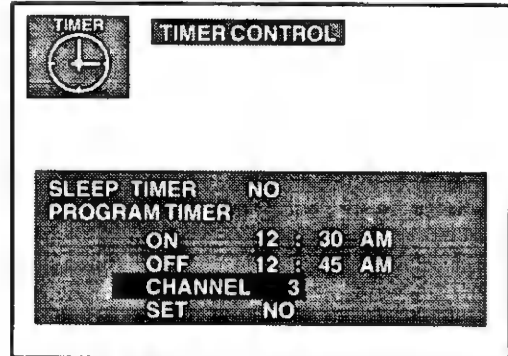 TIMER
TIMER CONTROL
SLEEP TIMER NO
PROGRAM TIMER
ON 12 : 30 AM
OFF 12 : 45 AM
CHANNEL 3
SET NO